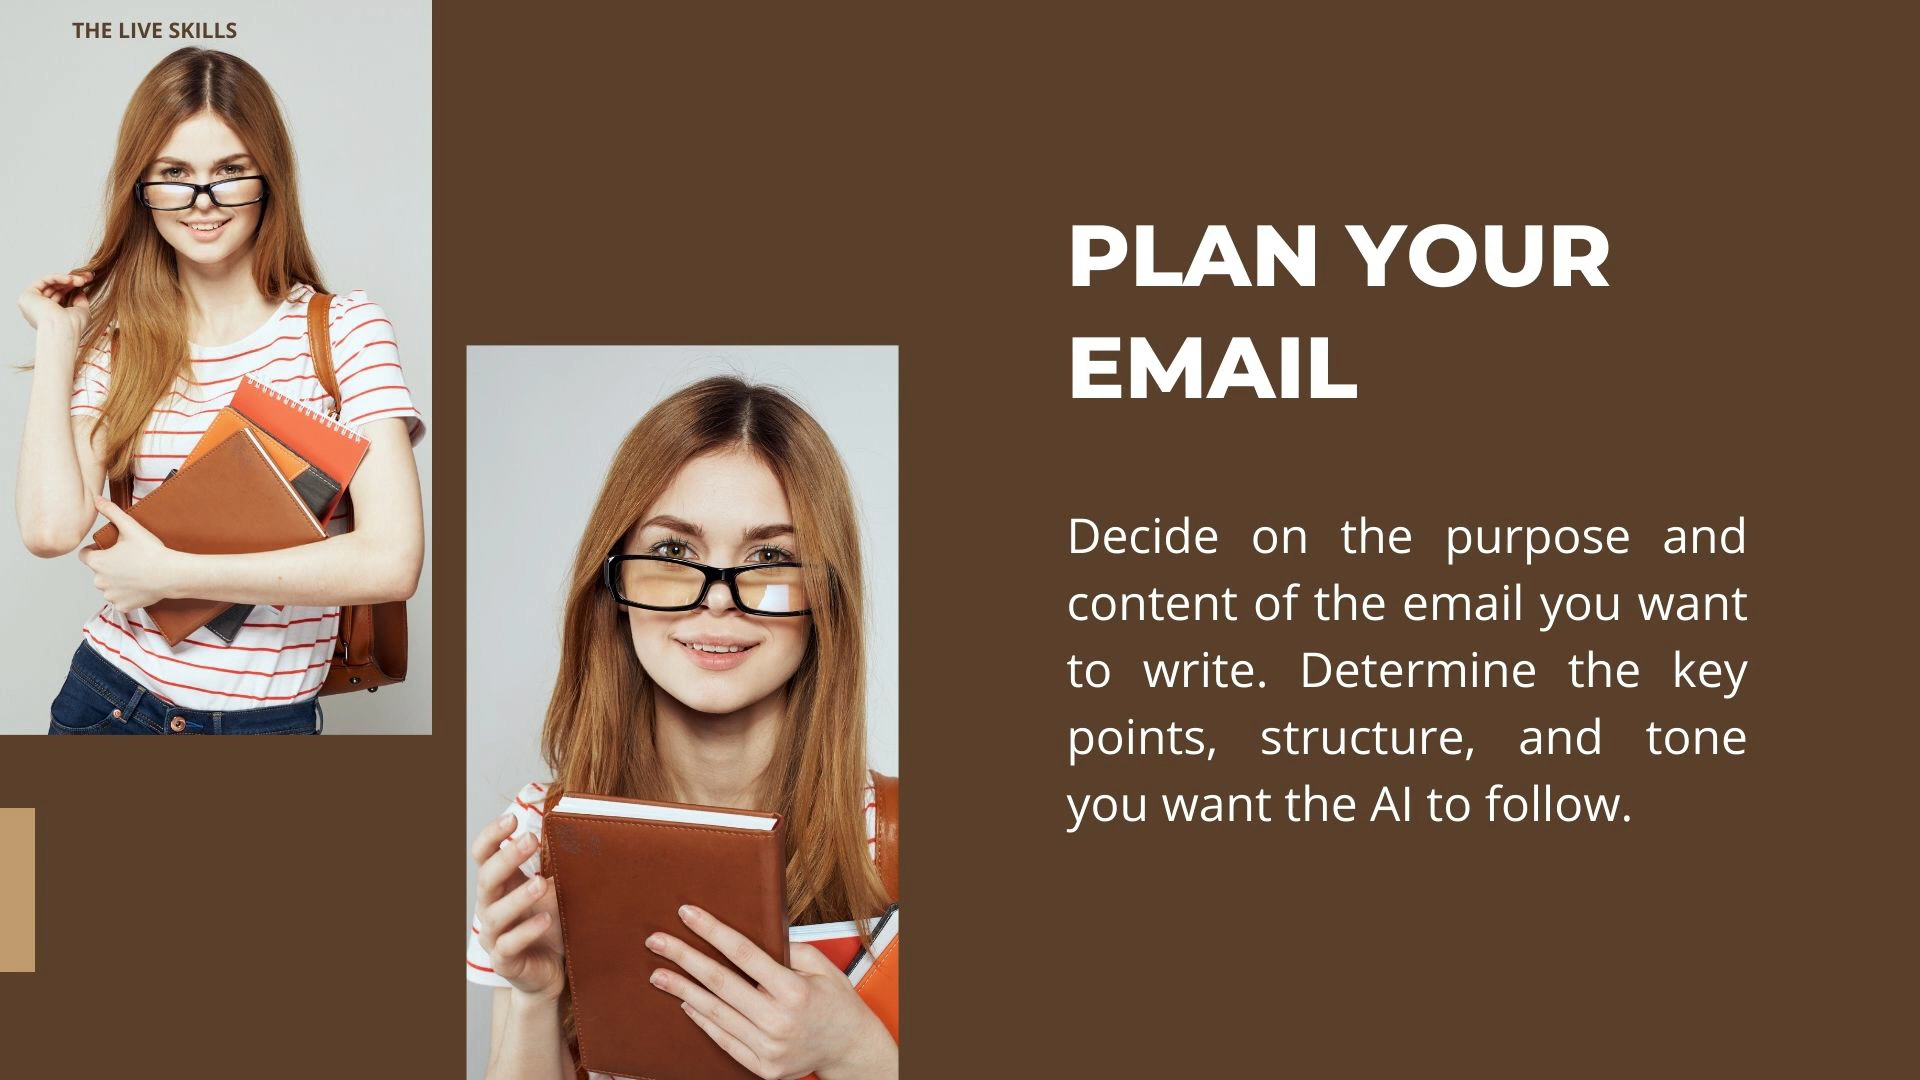 THE LIVE SKILLS
PLAN YOUR
EMAIL
Decide on the purpose and
content of the email you want
to write. Determine the key
points, structure, and tone
you want the AI to follow.